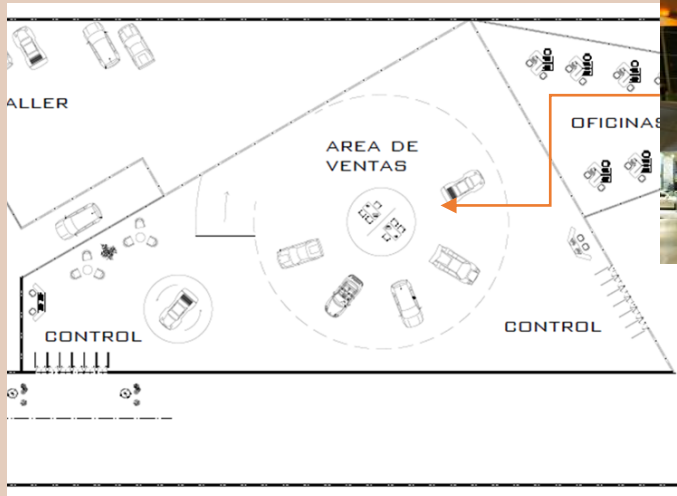 ALLER
AREA DE
VENTAS
OFICINAS
CONTROL
CONTROL